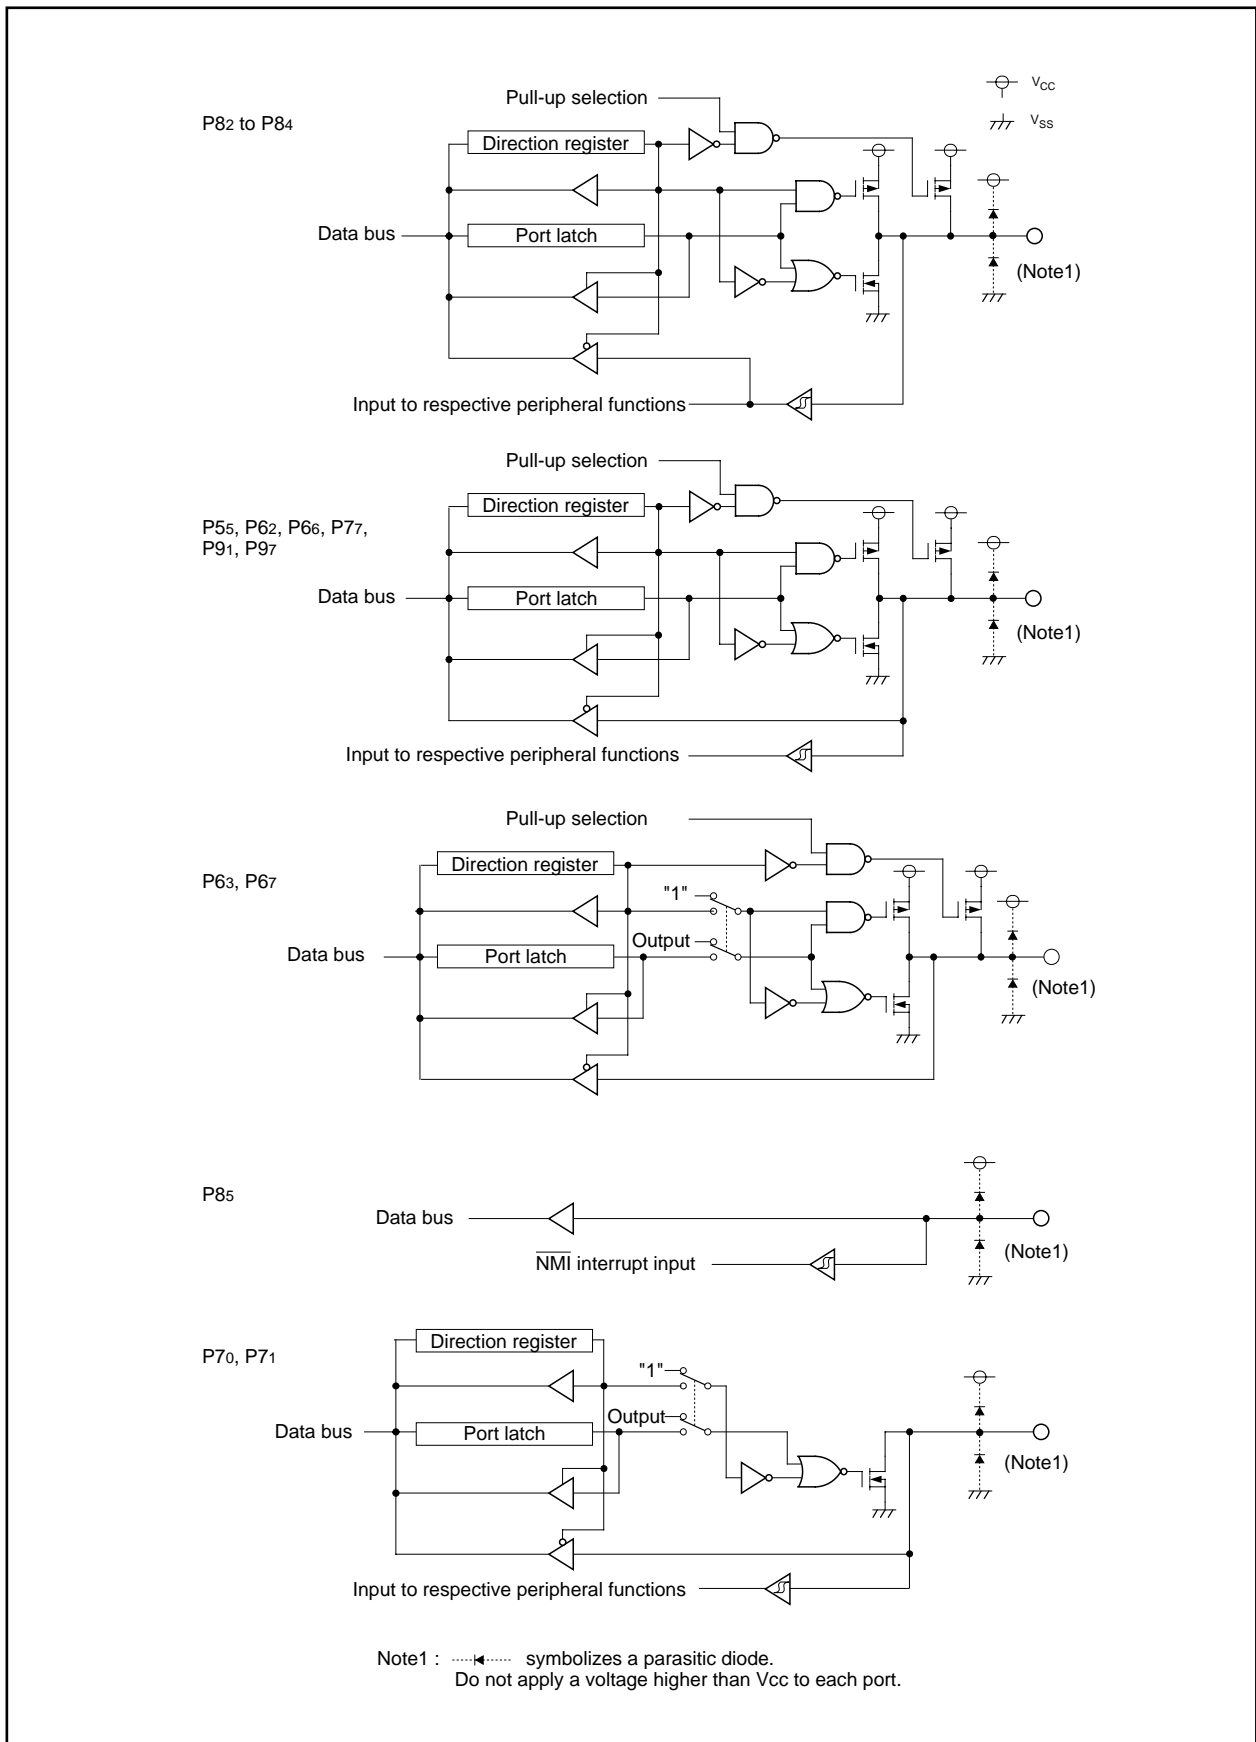 VCC
VSS
P82 to P84
Pull-up selection
Direction register
Data bus
Port latch
(Note1)
Input to respective peripheral functions
P55, P62, P66, P77,
P91, P97
Pull-up selection
Direction register
Data bus
Port latch
(Note1)
Input to respective peripheral functions
P63, P67
Pull-up selection
Direction register
"1"
Output
Data bus
Port latch
(Note1)
P85
Data bus
(Note1)
NMI interrupt input
P70, P71
Direction register
"1"
Output
Data bus
Port latch
(Note1)
Input to respective peripheral functions
Note1 : symbolizes a parasitic diode.
Do not apply a voltage higher than Vcc to each port.